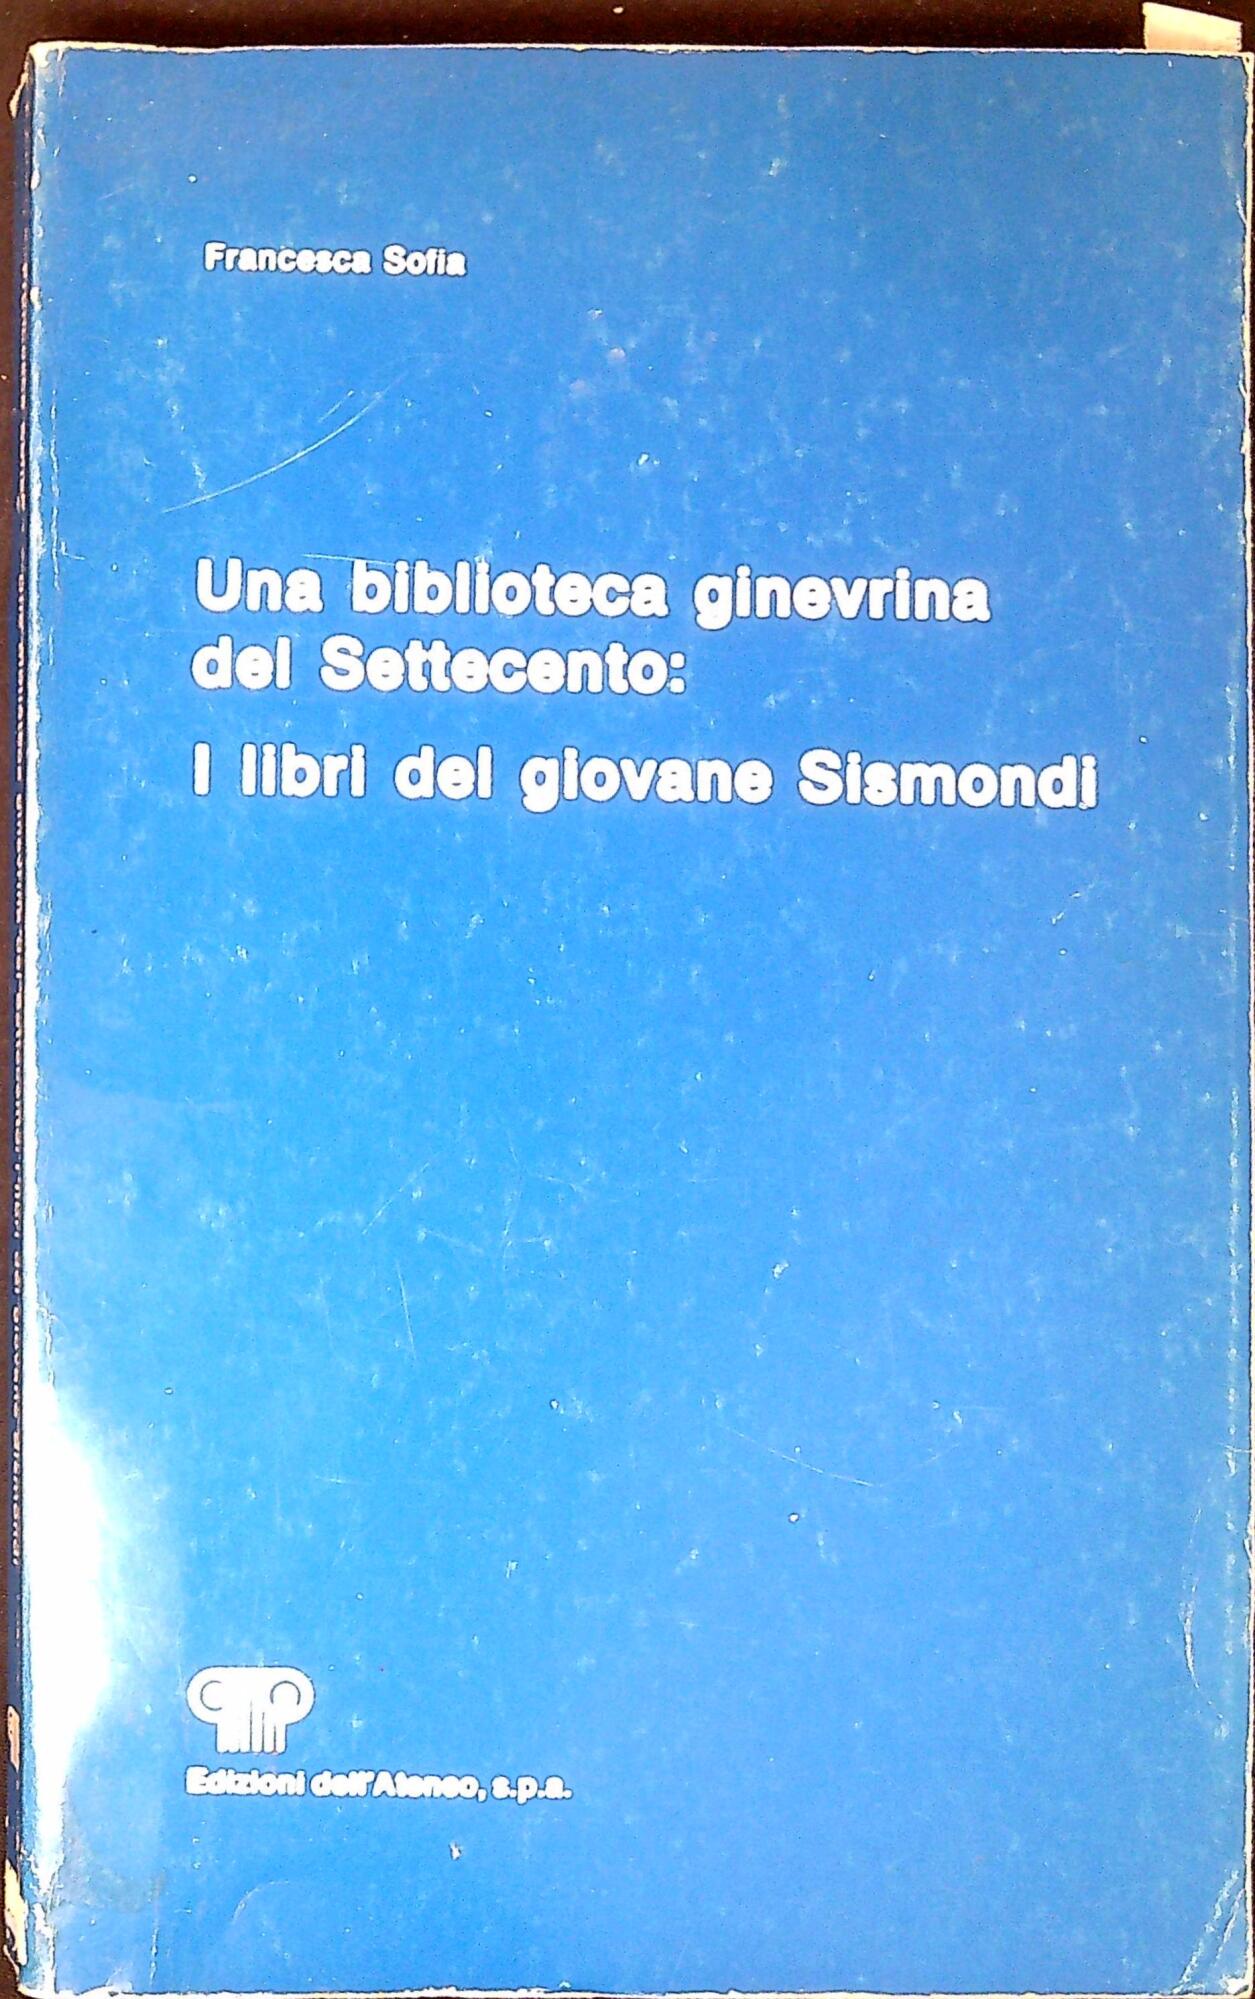 Francesca Sofia
Una biblioteca ginevrina
del Settecento:
I libri del giovane Sismondi
Edizioni dell'Ateneo, s.p.a.